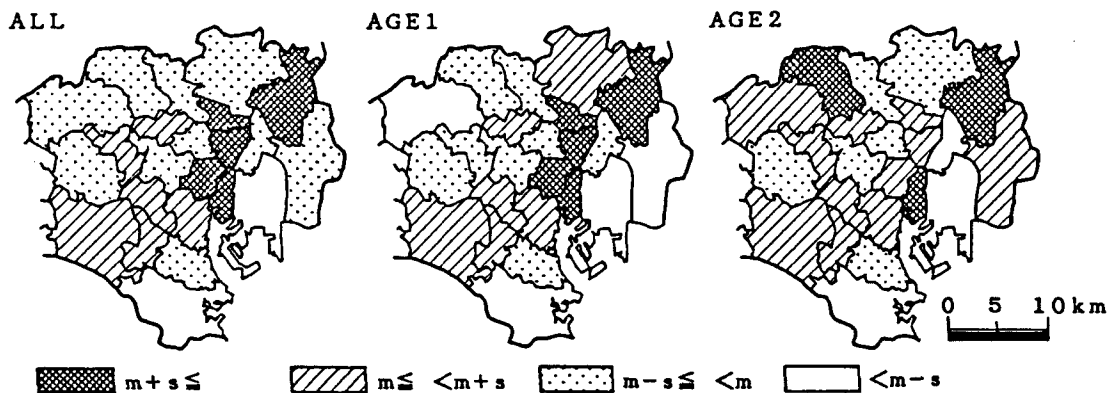 ALL AGE1 AGE2
0 5 10km
m+s≦ m≦ <m+s m-s≦ <m <m-s